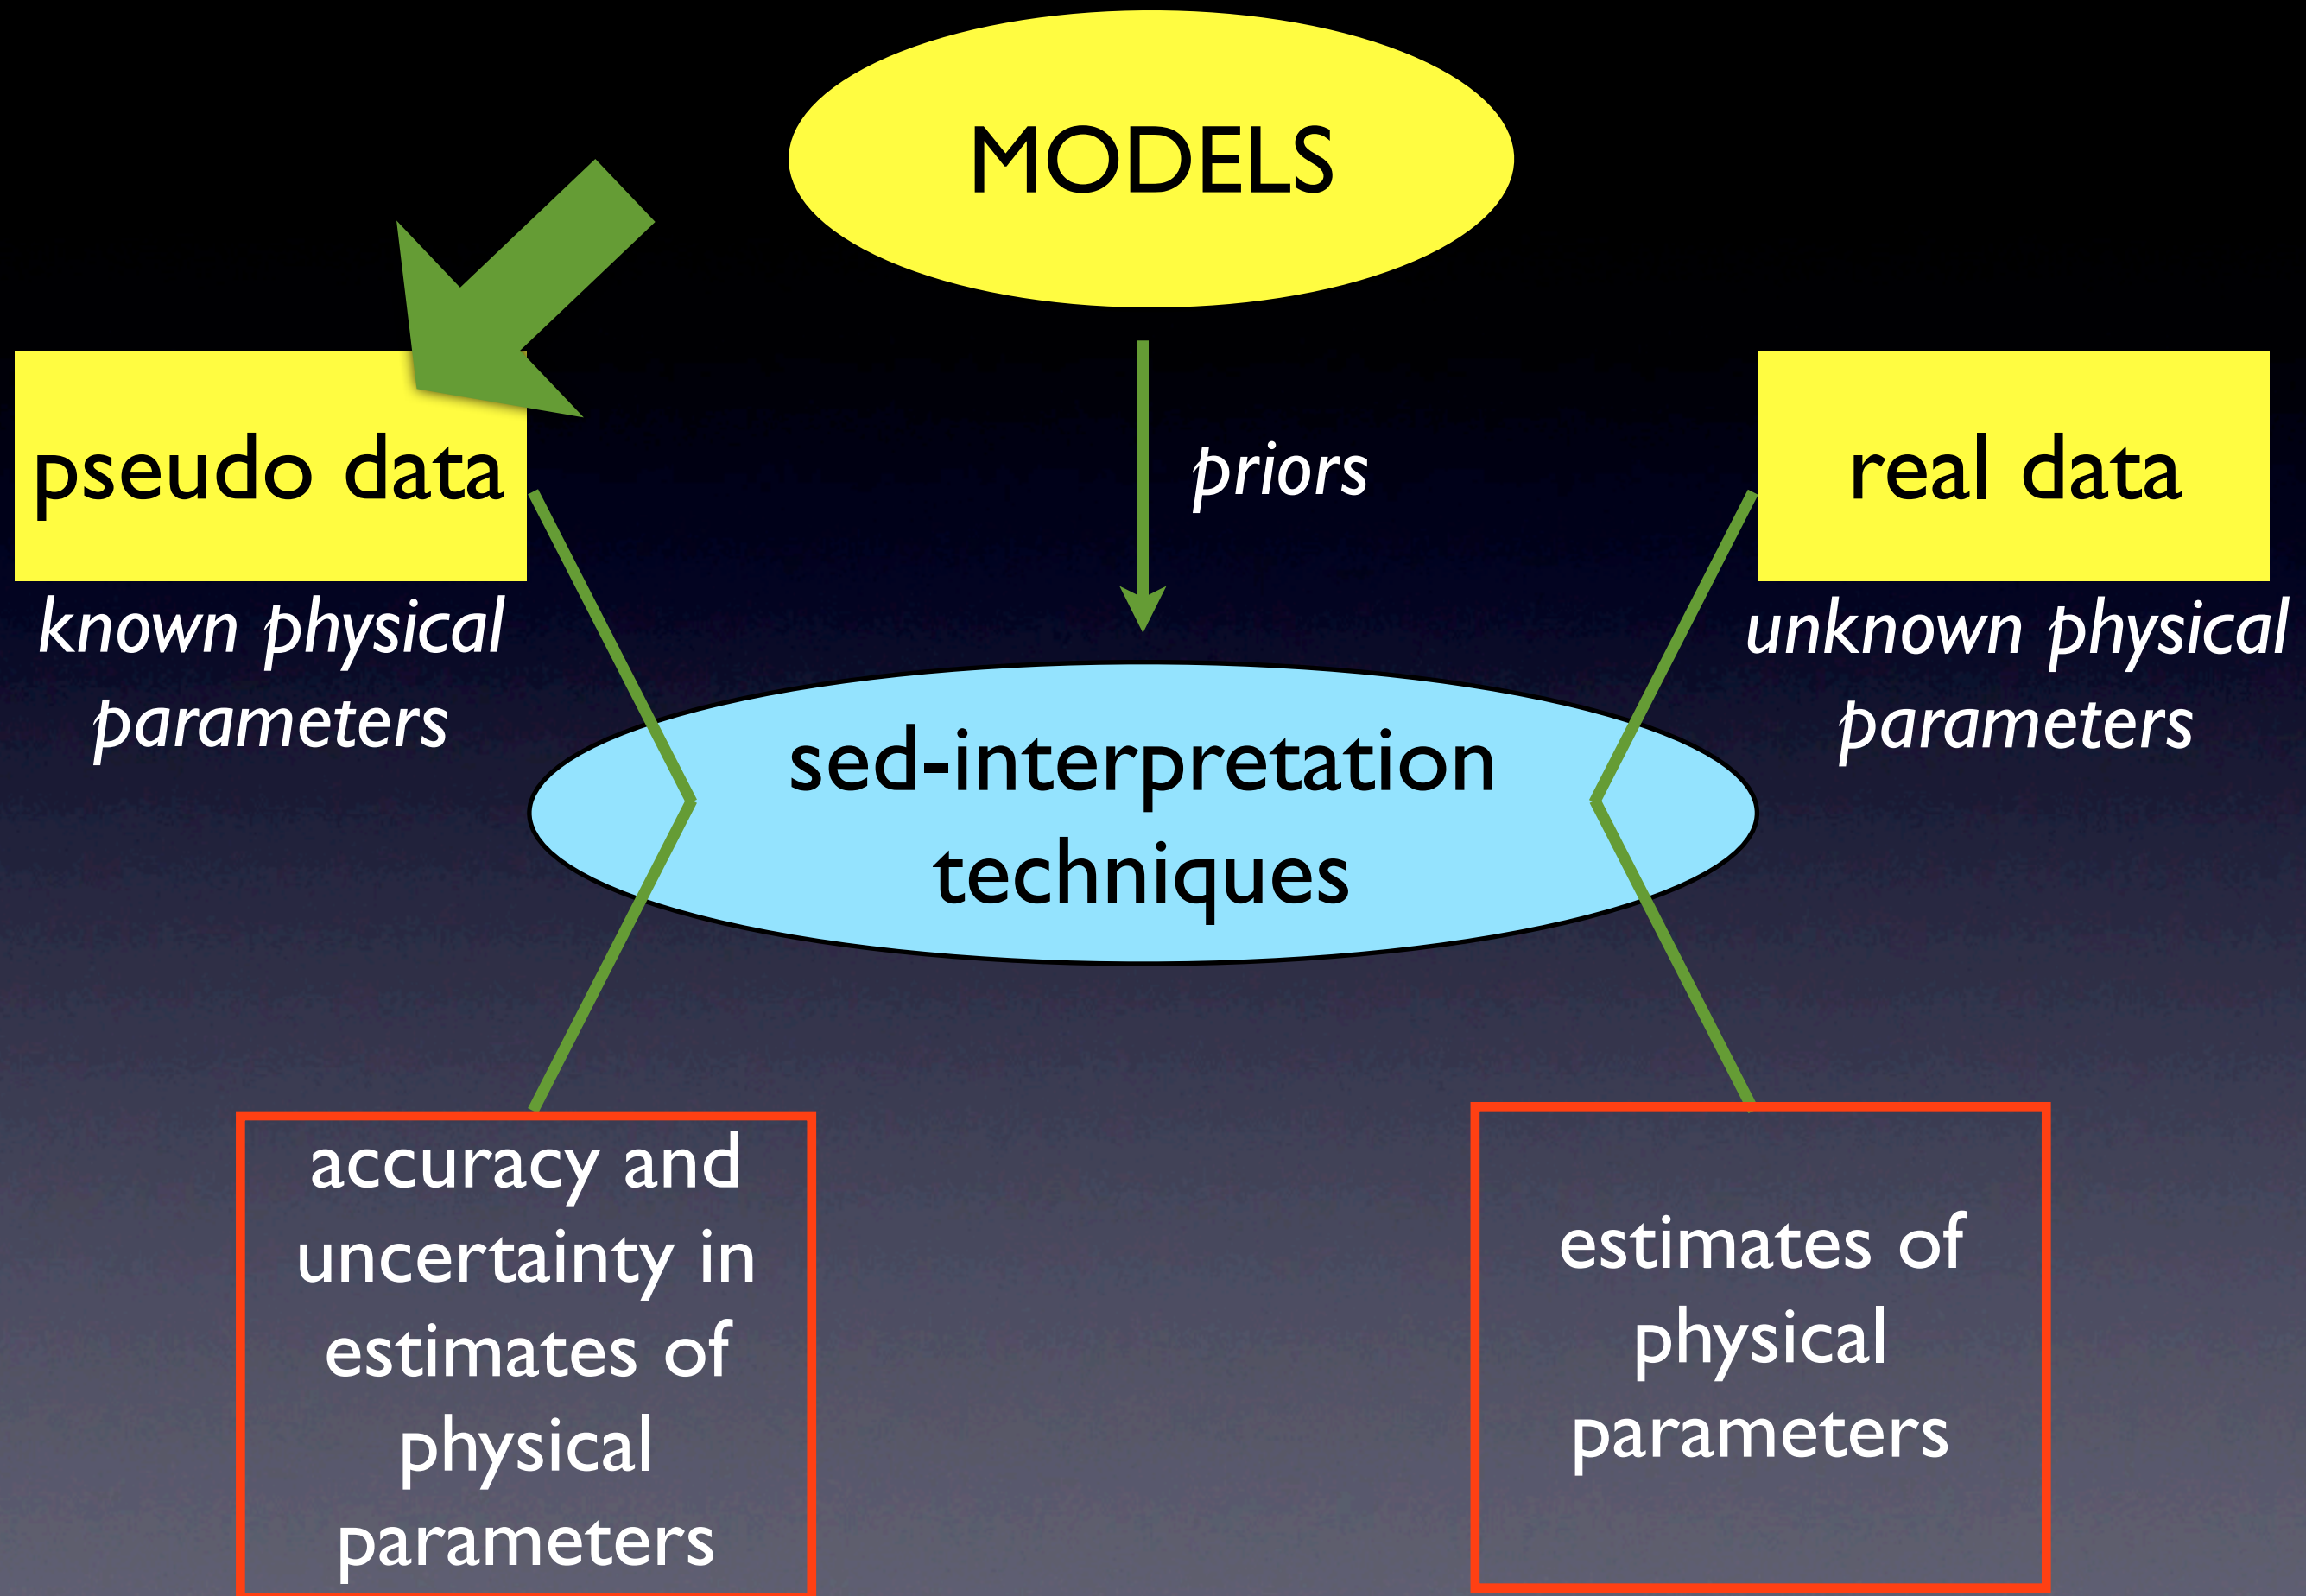 MODELS
pseudo data
known physical
parameters
priors
real data
unknown physical
parameters
sed-interpretation
techniques
accuracy and
uncertainty in
estimates of
physical
parameters
estimates of
physical
parameters